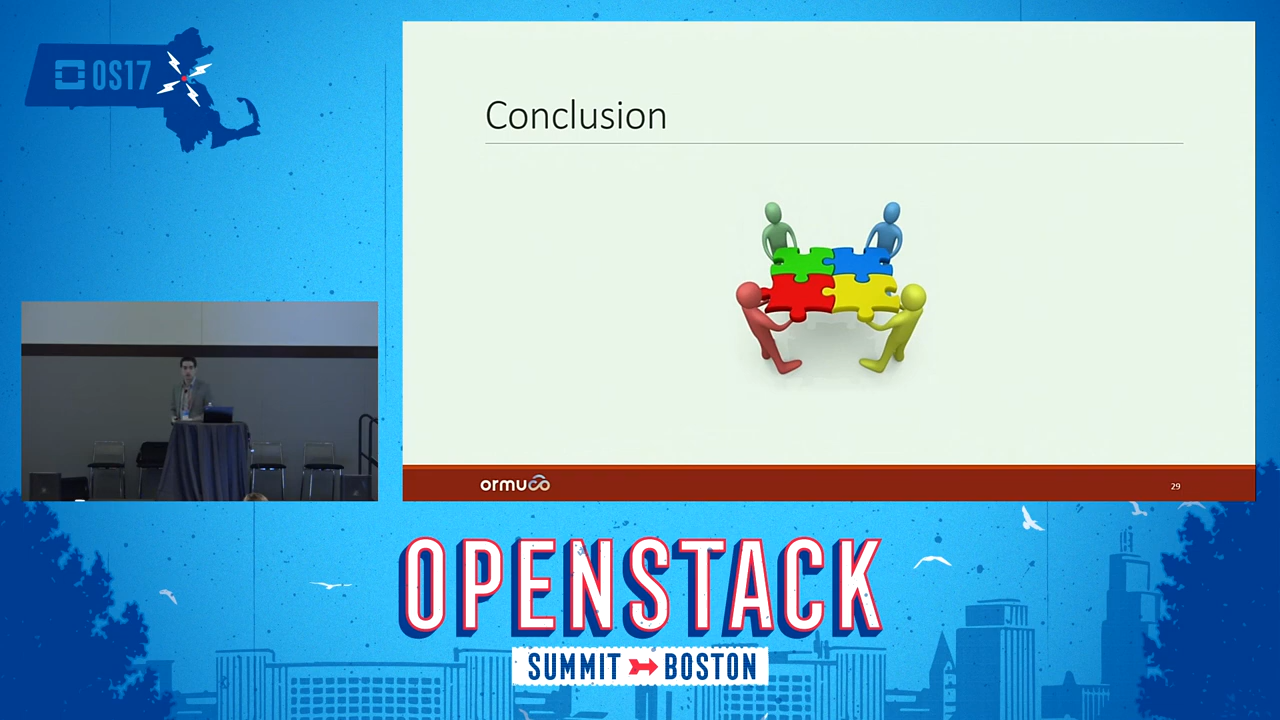 OS17
Conclusion
ormuco
29
OPENSTACK
SUMMIT BOSTON